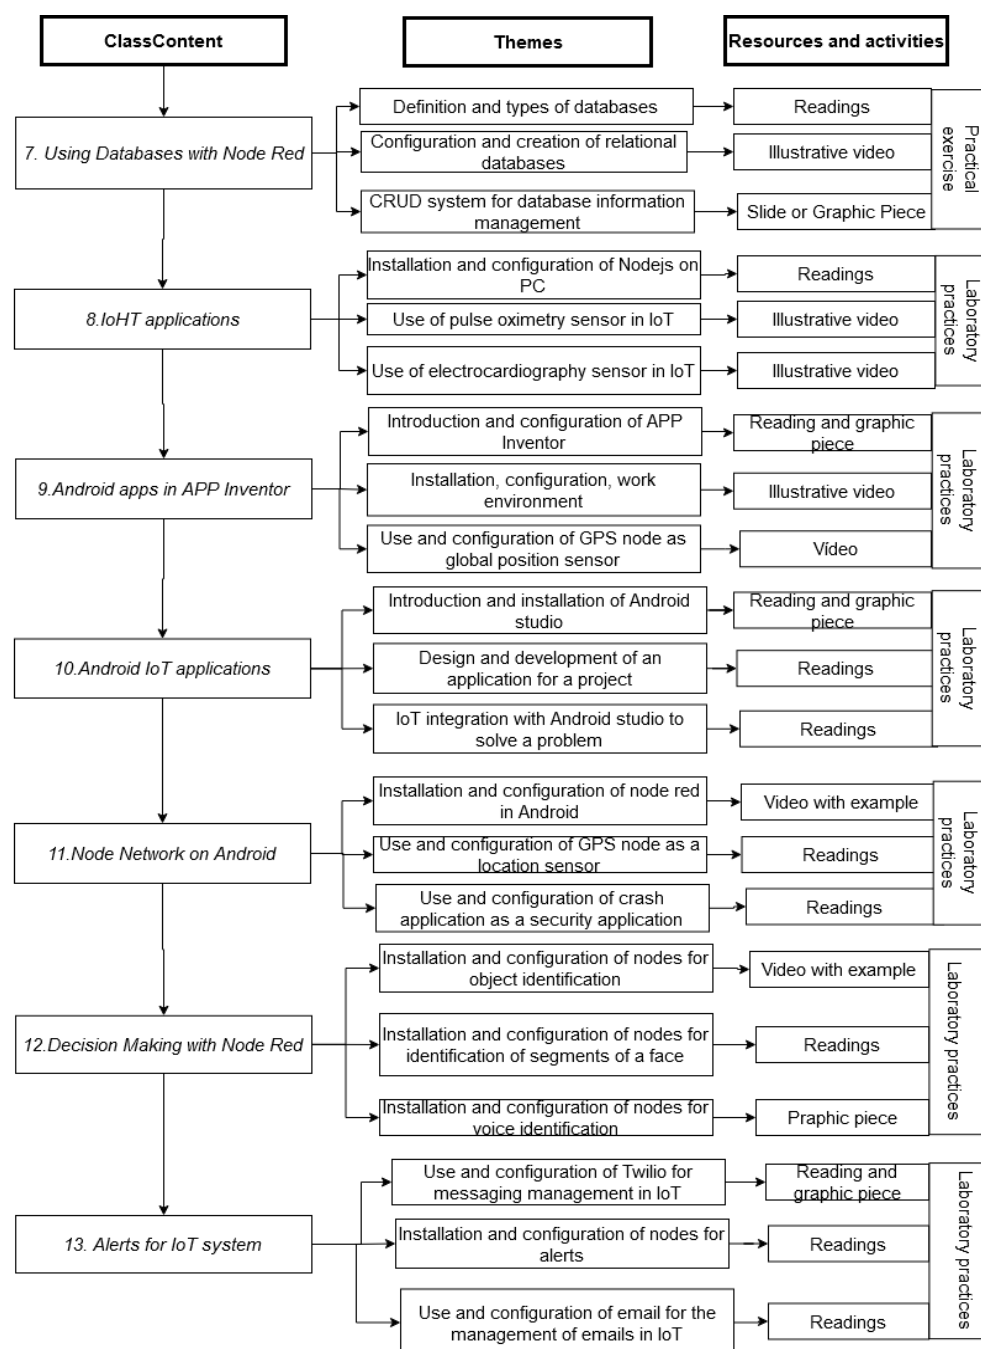 ClassContent
Themes
Resources and activities
7. Using Databases with Node Red
Definition and types of databases
Readings
Configuration and creation of relational
databases
Illustrative video
CRUD system for database information
management
Slide or Graphic Piece
Practical
exercise
8.IoHT applications
Installation and configuration of Nodejs on
PC
Readings
Use of pulse oximetry sensor in IoT
Illustrative video
Use of electrocardiography sensor in IoT
Illustrative video
Laboratory
practices
9.Android apps in APP Inventor
Introduction and configuration of APP
Inventor
Reading and graphic
piece
Installation, configuration, work
environment
Illustrative video
Use and configuration of GPS node as
global position sensor
Vídeo
Laboratory
practices
10.Android IoT applications
Introduction and installation of Android
studio
Reading and graphic
piece
Design and development of an
application for a project
Readings
IoT integration with Android studio to
solve a problem
Readings
Laboratory
practices
11.Node Network on Android
Installation and configuration of node red
in Android
Video with example
Use and configuration of GPS node as a
location sensor
Readings
Use and configuration of crash
application as a security application
Readings
Laboratory
practices
12.Decision Making with Node Red
Installation and configuration of nodes for
object identification
Video with example
Installation and configuration of nodes for
identification of segments of a face
Readings
Installation and configuration of nodes for
voice identification
Praphic piece
Laboratory practices
13. Alerts for IoT system
Use and configuration of Twilio for
messaging management in IoT
Reading and
graphic piece
Installation and configuration of nodes for
alerts
Readings
Use and configuration of email for the
management of emails in IoT
Readings
Laboratory practices